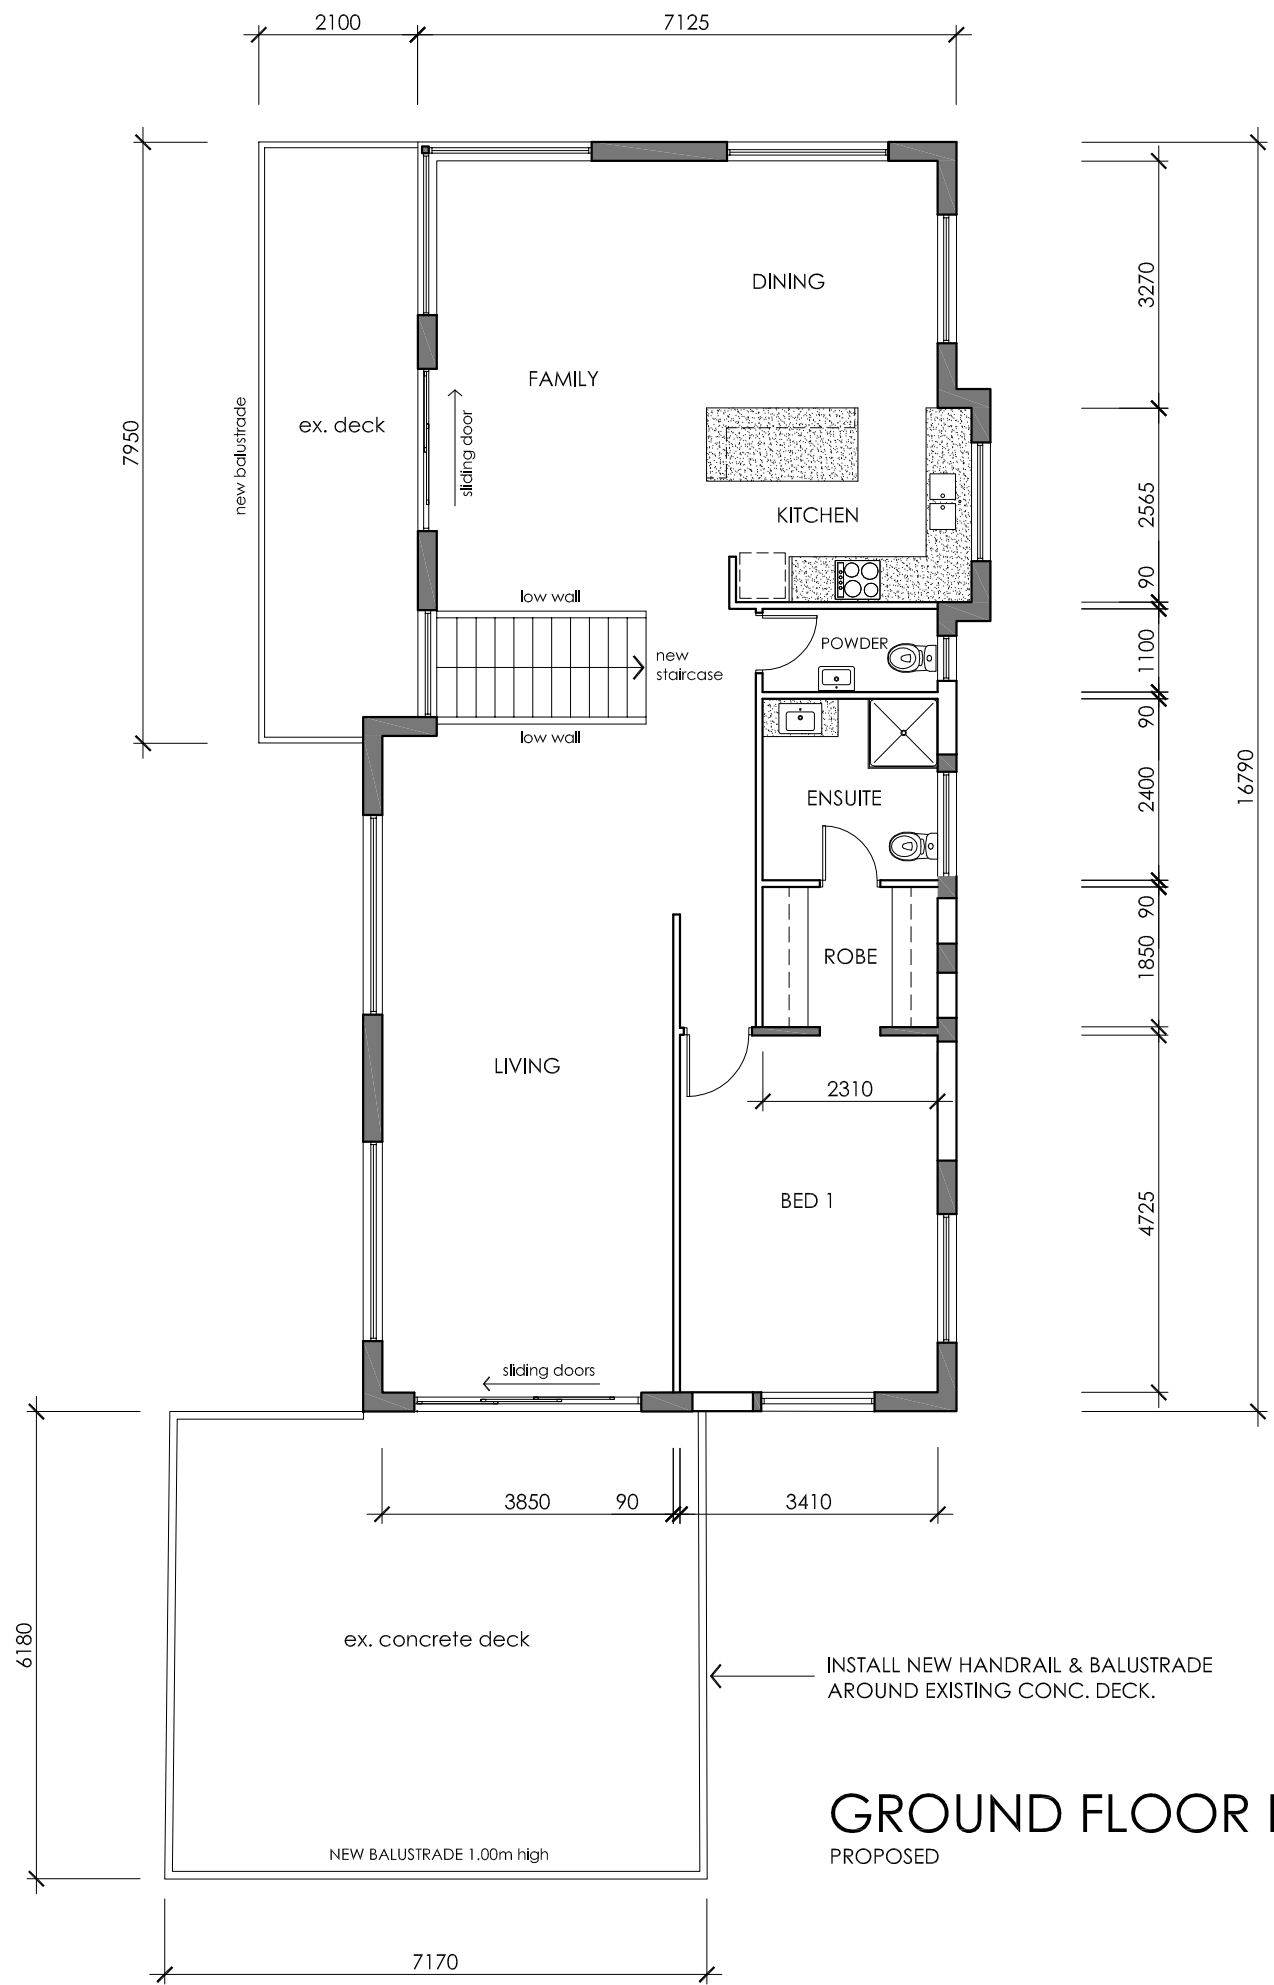 2100
7125
DINING
3270
FAMILY
new balustrade
ex. deck
sliding door
7950
KITCHEN
2565
90
low wall
POWDER
1100
new
staircase
90
low wall
16790
ENSUITE
2400
90
ROBE
1850
LIVING
2310
BED 1
4725
sliding doors
3850
90
3410
6180
ex. concrete deck
INSTALL NEW HANDRAIL & BALUSTRADE
AROUND EXISTING CONC. DECK.
GROUND FLOOR
PROPOSED
NEW BALUSTRADE 1.00m high
7170